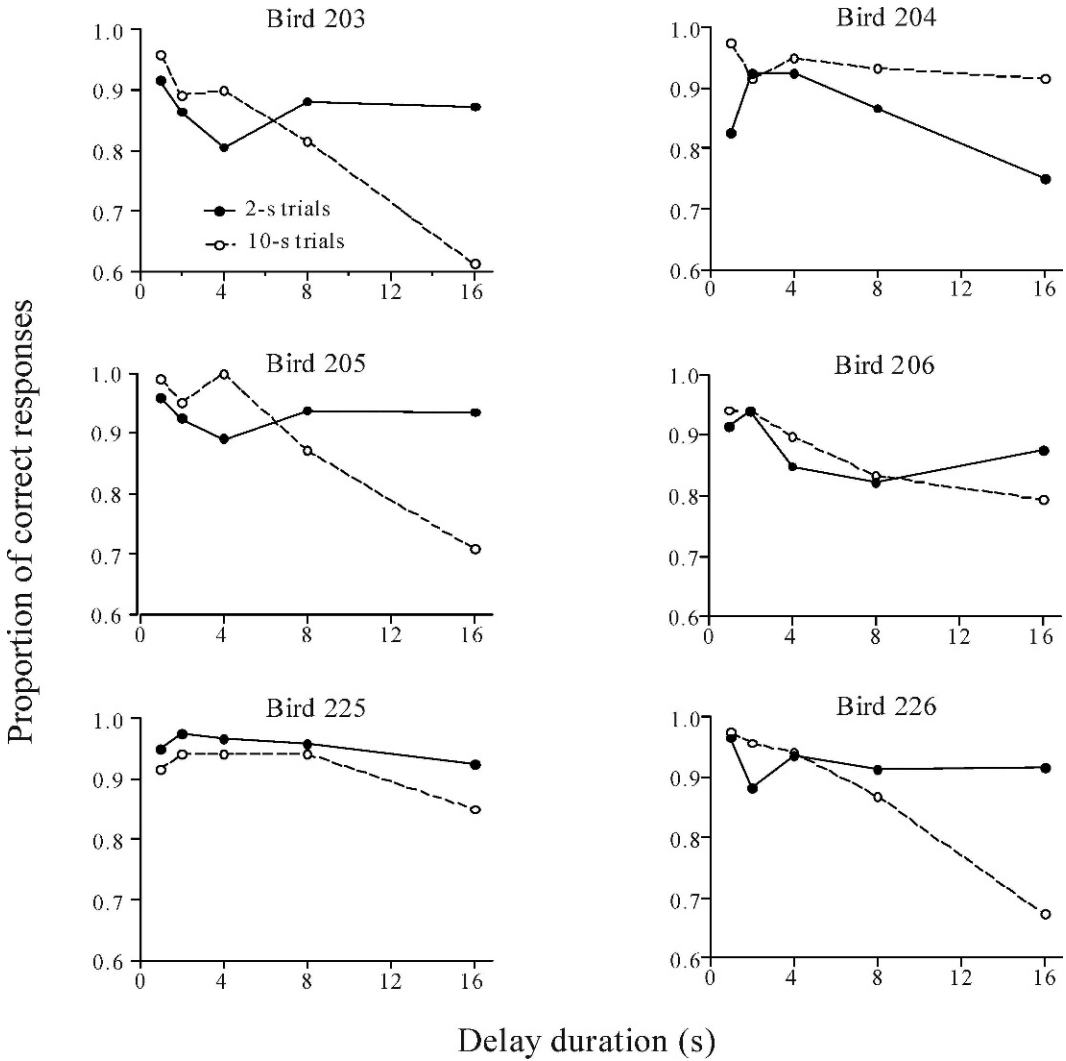 Bird 203
1.0
0.9
0.8
0.7
0.6
2-s trials
10-s trials
0 4 8 12 16
Bird 204
1.0
0.9
0.8
0.7
0.6
0 4 8 12 16
Bird 205
1.0
0.9
0.8
0.7
0.6
0 4 8 12 16
Bird 206
1.0
0.9
0.8
0.7
0.6
0 4 8 12 16
Bird 225
1.0
0.9
0.8
0.7
0.6
0 4 8 12 16
Bird 226
1.0
0.9
0.8
0.7
0.6
0 4 8 12 16
Proportion of correct responses
Delay duration (s)